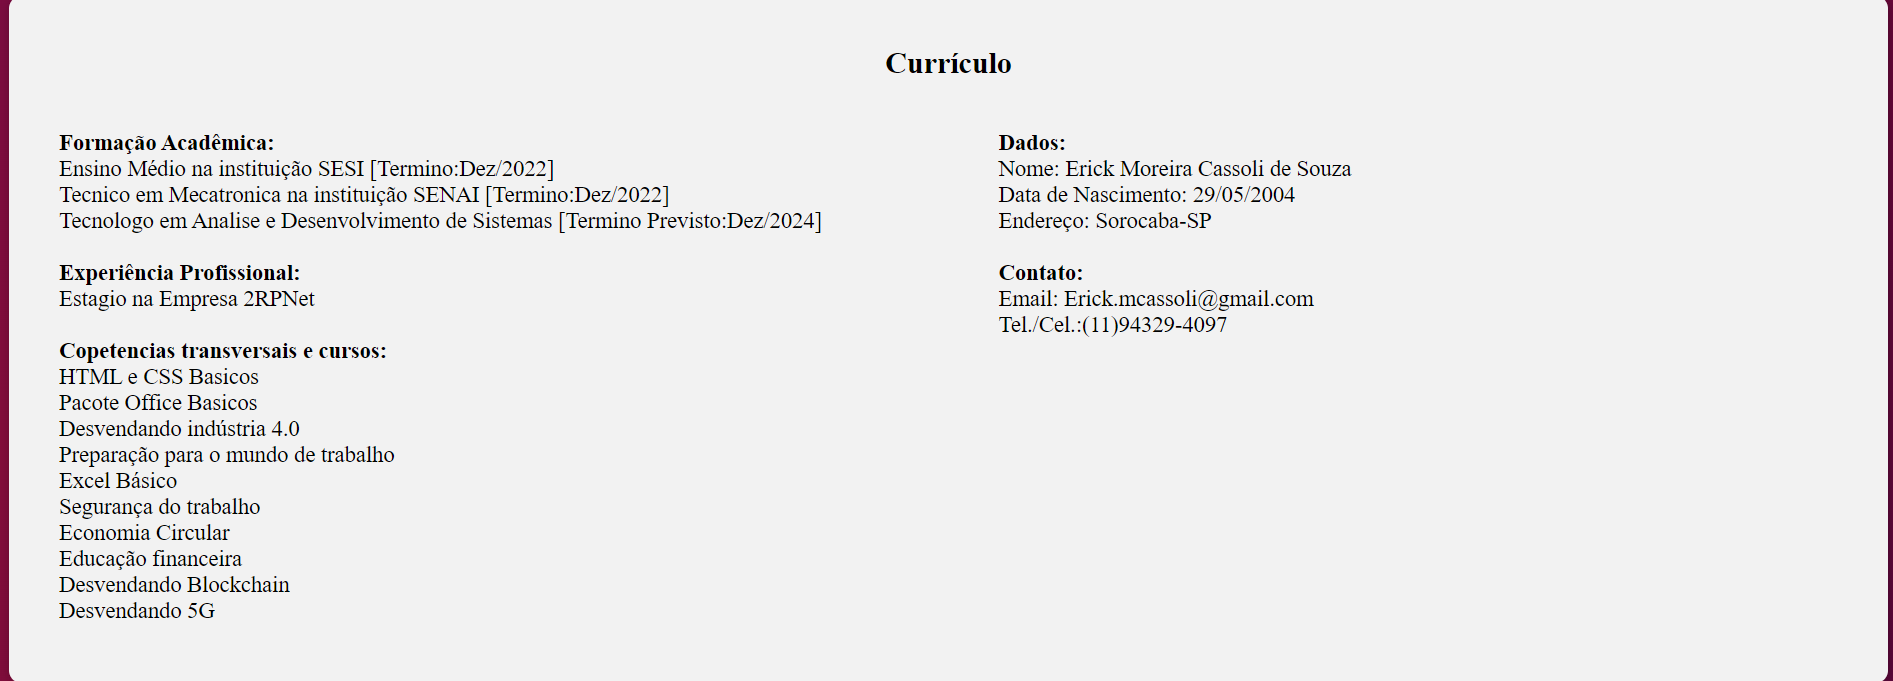 Currículo
Formação Acadêmica:
Ensino Médio na instituição SESI [Termino:Dez/2022]
Tecnico em Mecatronica na instituição SENAI [Termino:Dez/2022]
Tecnologo em Analise e Desenvolvimento de Sistemas [Termino Previsto:Dez/2024]
Experiência Profissional:
Estagio na Empresa 2RPNet
Copetencias transversais e cursos:
HTML e CSS Basicos
Pacote Office Basicos
Desvendando indústria 4.0
Preparação para o mundo de trabalho
Excel Básico
Segurança do trabalho
Economia Circular
Educação financeira
Desvendando Blockchain
Desvendando 5G
Dados:
Nome: Erick Moreira Cassoli de Souza
Data de Nascimento: 29/05/2004
Endereço: Sorocaba-SP
Contato:
Email: Erick.mcassoli@gmail.com
Tel./Cel.:(11)94329-4097